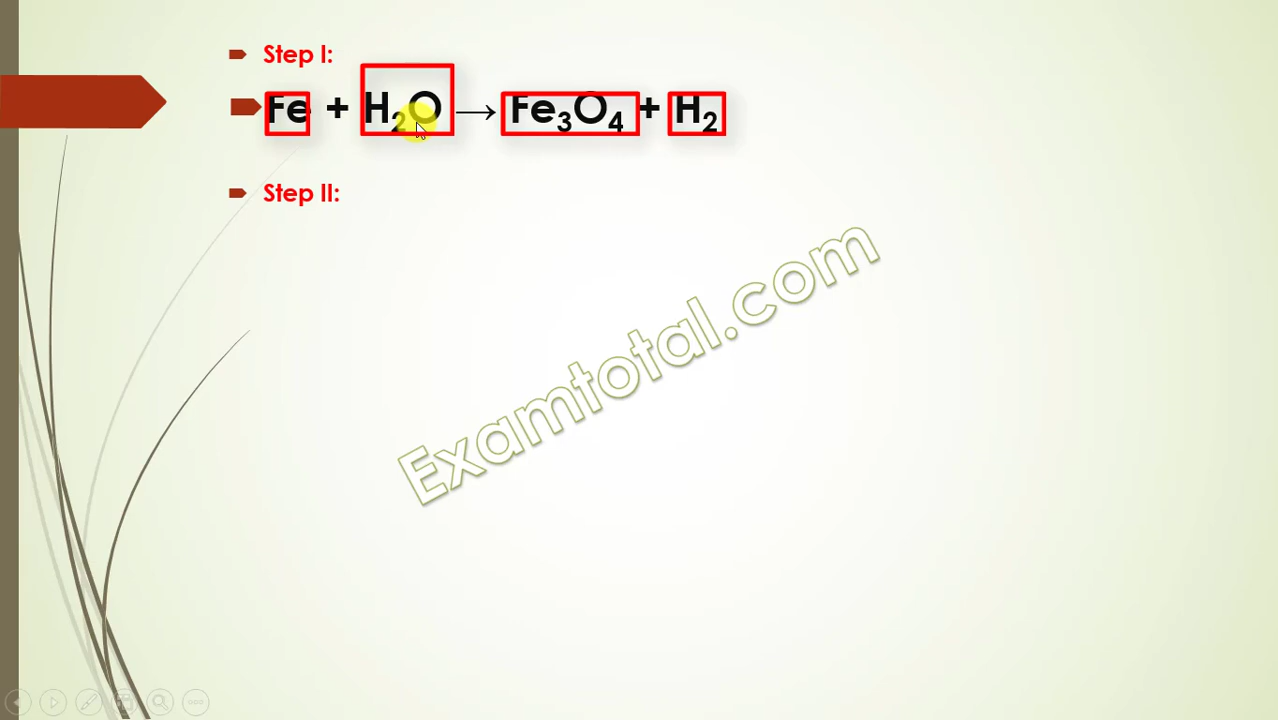 Step I:
Fe + H₂O → Fe₃O₄ + H₂
Step II:
Examtotal.com